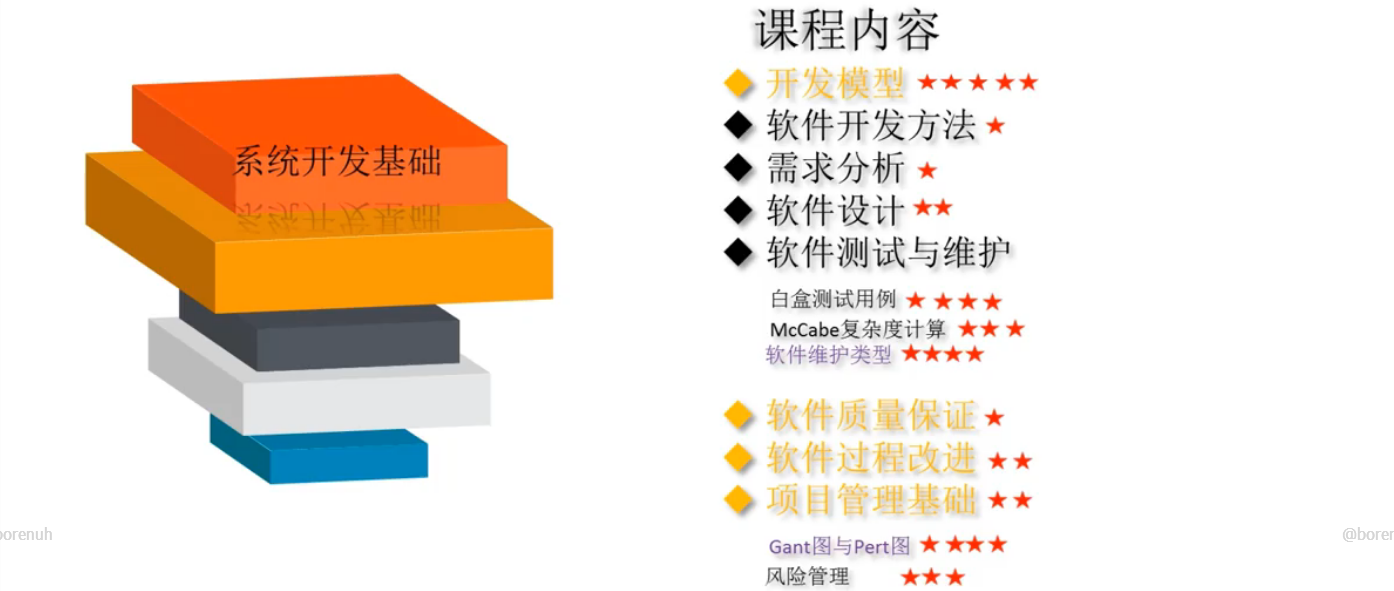 系统开发基础
课程内容
◆ 开发模型 ★★★★★
◆ 软件开发方法 ★
◆ 需求分析 ★
◆ 软件设计 ★★
◆ 软件测试与维护
白盒测试用例 ★★★★
McCabe复杂度计算 ★★★
软件维护类型 ★★★★
◆ 软件质量保证 ★
◆ 软件过程改进 ★★
◆ 项目管理基础 ★★
Gant图与Pert图 ★★★★
风险管理 ★★★
orenuh
@borer